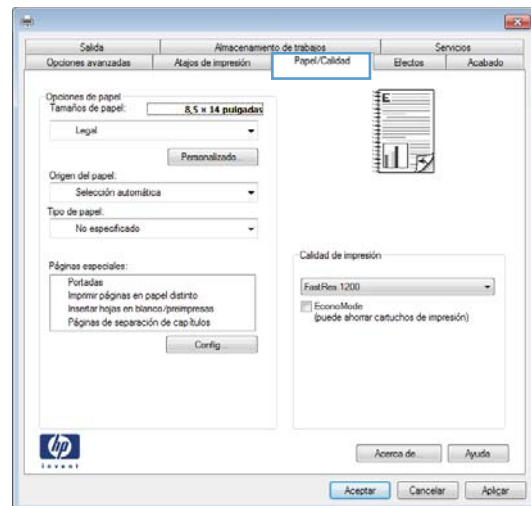 Salida
Almacenamiento de trabajos
Servicios
Opciones avanzadas
Atajos de impresión
Papel/Calidad
Efectos
Acabado
Opciones de papel
Tamaños de papel:
8,5 × 14 pulgadas
Legal
Personalizado...
Origen del papel:
Selección automática
Tipo de papel:
No especificado
Páginas especiales:
Portadas
Imprimir páginas en papel distinto
Insertar hojas en blanco/preimpresas
Páginas de separación de capítulos
Config...
E
Calidad de impresión
FastRes 1200
EconoMode
(puede ahorrar cartuchos de impresión)
hp
invent
Acerca de...
Ayuda
Aceptar
Cancelar
Aplicar